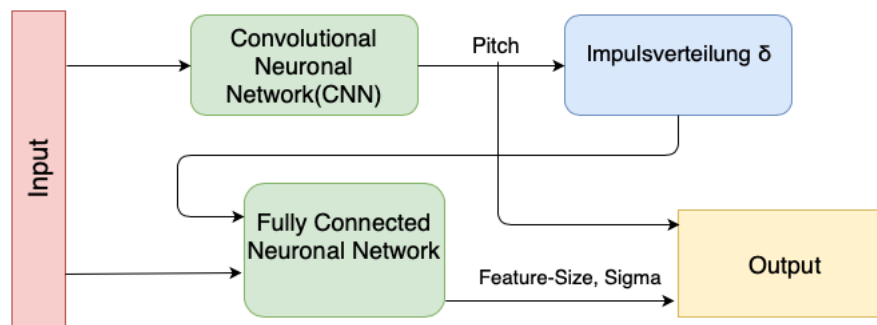 Input
Convolutional
Neuronal
Network(CNN)
Pitch
Impulsverteilung δ
Fully Connected
Neuronal Network
Feature-Size, Sigma
Output